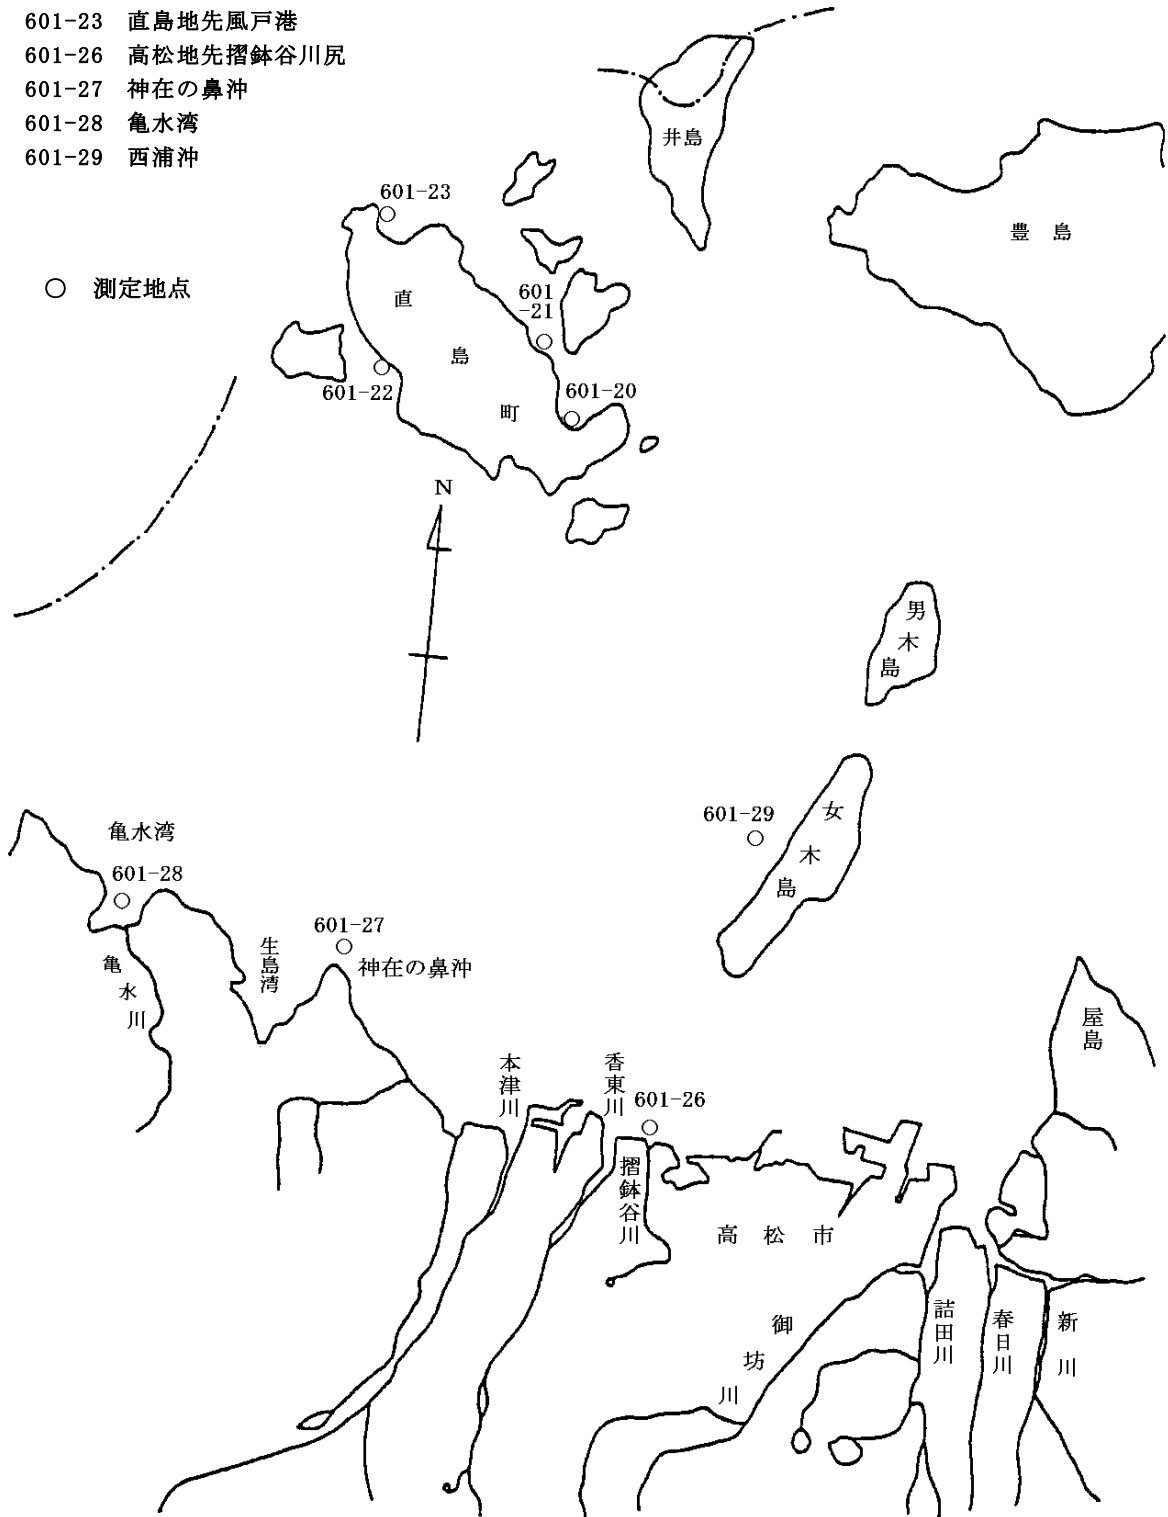 601-23 直島地先風戸港
601-26 高松地先摺鉢谷川尻
601-27 神在の鼻沖
601-28 亀水湾
601-29 西浦沖
○ 測定地点
井島
豊島
601-23
直島町
601
-21
601-22
601-20
N
男木島
女木島
601-29
亀水湾
601-28
亀水川
生島湾
601-27
神在の鼻沖
屋島
本津川
香東川
601-26
摺鉢谷川
高松市
御坊川
詰田川
春日川
新川